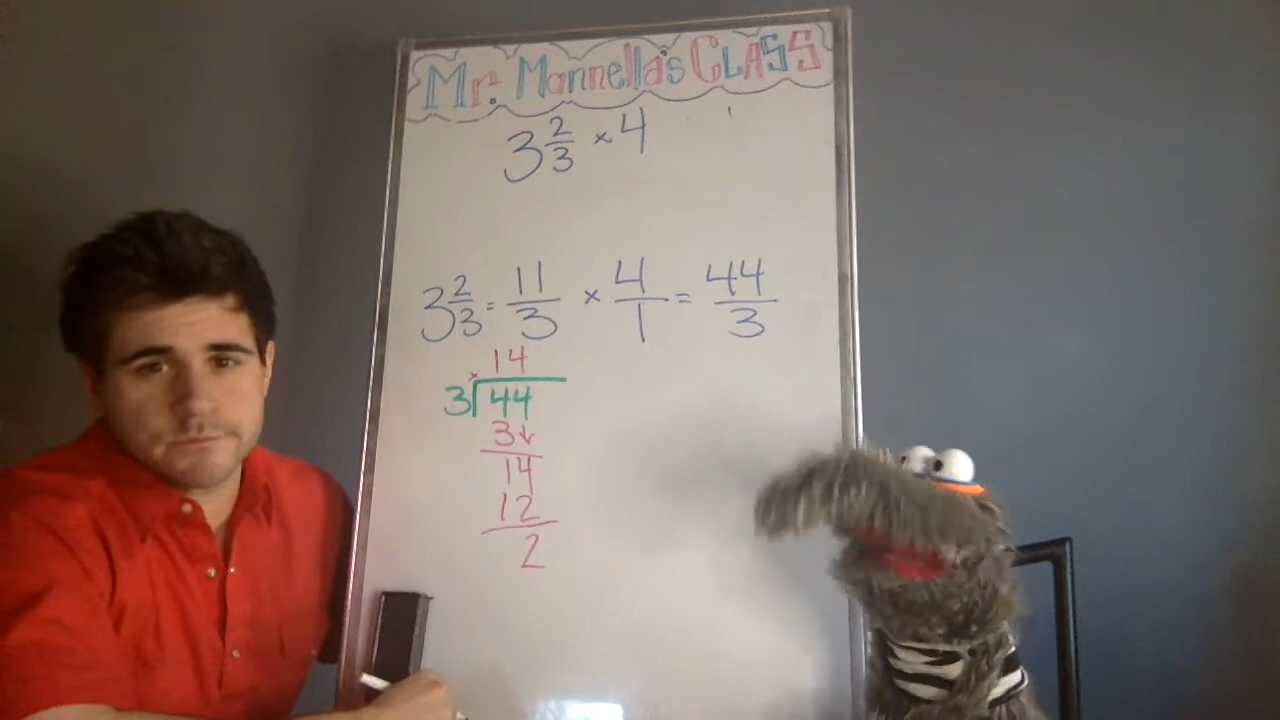 Mr. Mannella's CLASS
3 2/3 × 4
3 2/3 = 11/3 × 4/1 = 44/3
× 14
3 44
3↓
14
12
2